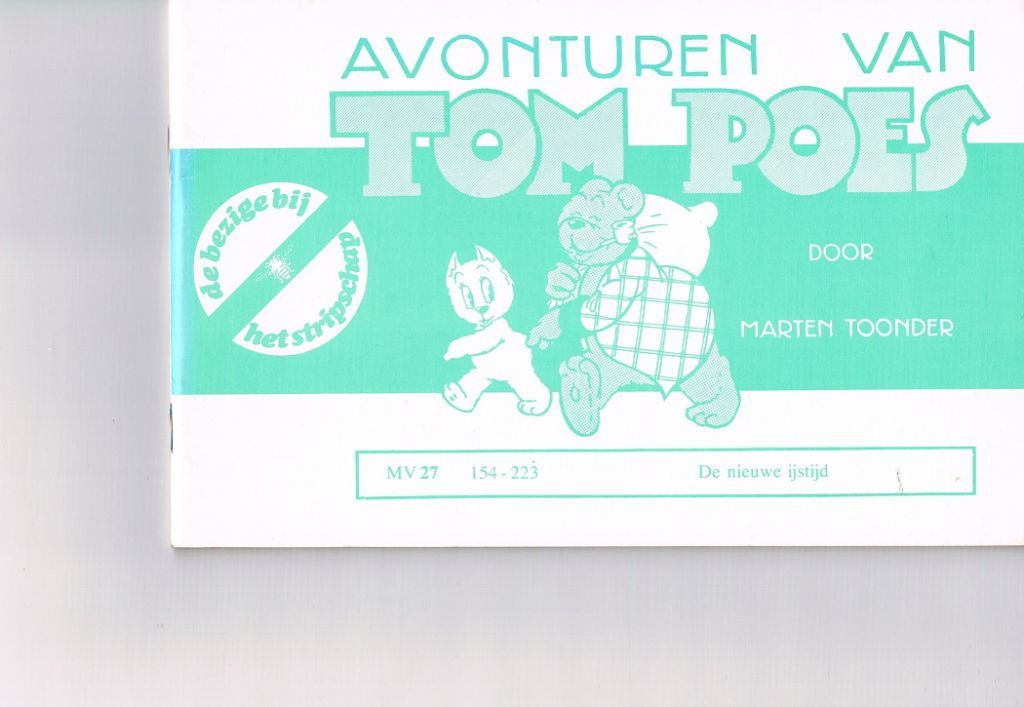 AVONTUREN VAN
TOM POES
de bezige bij
het stripschap
DOOR
MARTEN TOONDER
MV 27 154 - 223 De nieuwe ijstijd